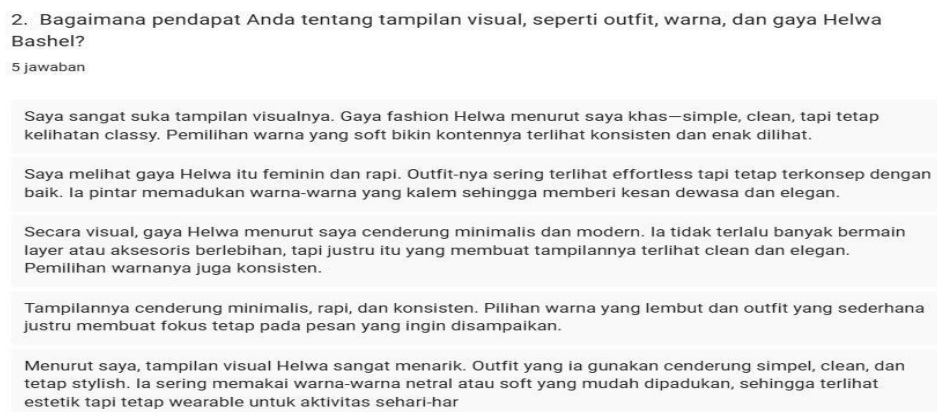 2. Bagaimana pendapat Anda tentang tampilan visual, seperti outfit, warna, dan gaya Helwa
Bashel?
5 jawaban
Saya sangat suka tampilan visualnya. Gaya fashion Helwa menurut saya khas—simple, clean, tapi tetap
kelihatan classy. Pemilihan warna yang soft bikin kontennya terlihat konsisten dan enak dilihat.
Saya melihat gaya Helwa itu feminin dan rapi. Outfit-nya sering terlihat effortless tapi tetap terkonsep dengan
baik. Ia pintar memadukan warna-warna yang kalem sehingga memberi kesan dewasa dan elegan.
Secara visual, gaya Helwa menurut saya cenderung minimalis dan modern. Ia tidak terlalu banyak bermain
layer atau aksesoris berlebihan, tapi justru itu yang membuat tampilannya terlihat clean dan elegan.
Pemilihan warnanya juga konsisten.
Tampilannya cenderung minimalis, rapi, dan konsisten. Pilihan warna yang lembut dan outfit yang sederhana
justru membuat fokus tetap pada pesan yang ingin disampaikan.
Menurut saya, tampilan visual Helwa sangat menarik. Outfit yang ia gunakan cenderung simpel, clean, dan
tetap stylish. Ia sering memakai warna-warna netral atau soft yang mudah dipadukan, sehingga terlihat
estetik tapi tetap wearable untuk aktivitas sehari-har